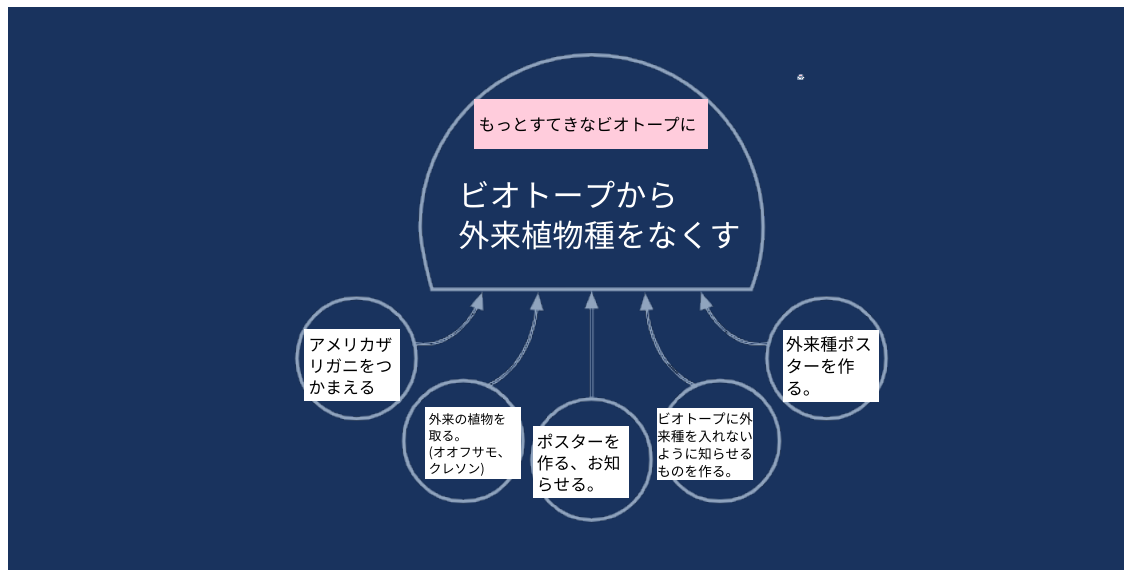 もっとすてきなビオトープに
ビオトープから
外来植物種をなくす
アメリカザ
リガニをつ
かまえる
外来の植物を
取る。
(オオフサモ、
クレソン)
ポスターを
作る、お知
らせる。
ビオトープに外
来種を入れない
ように知らせる
ものを作る。
外来種ポス
ターを作
る。